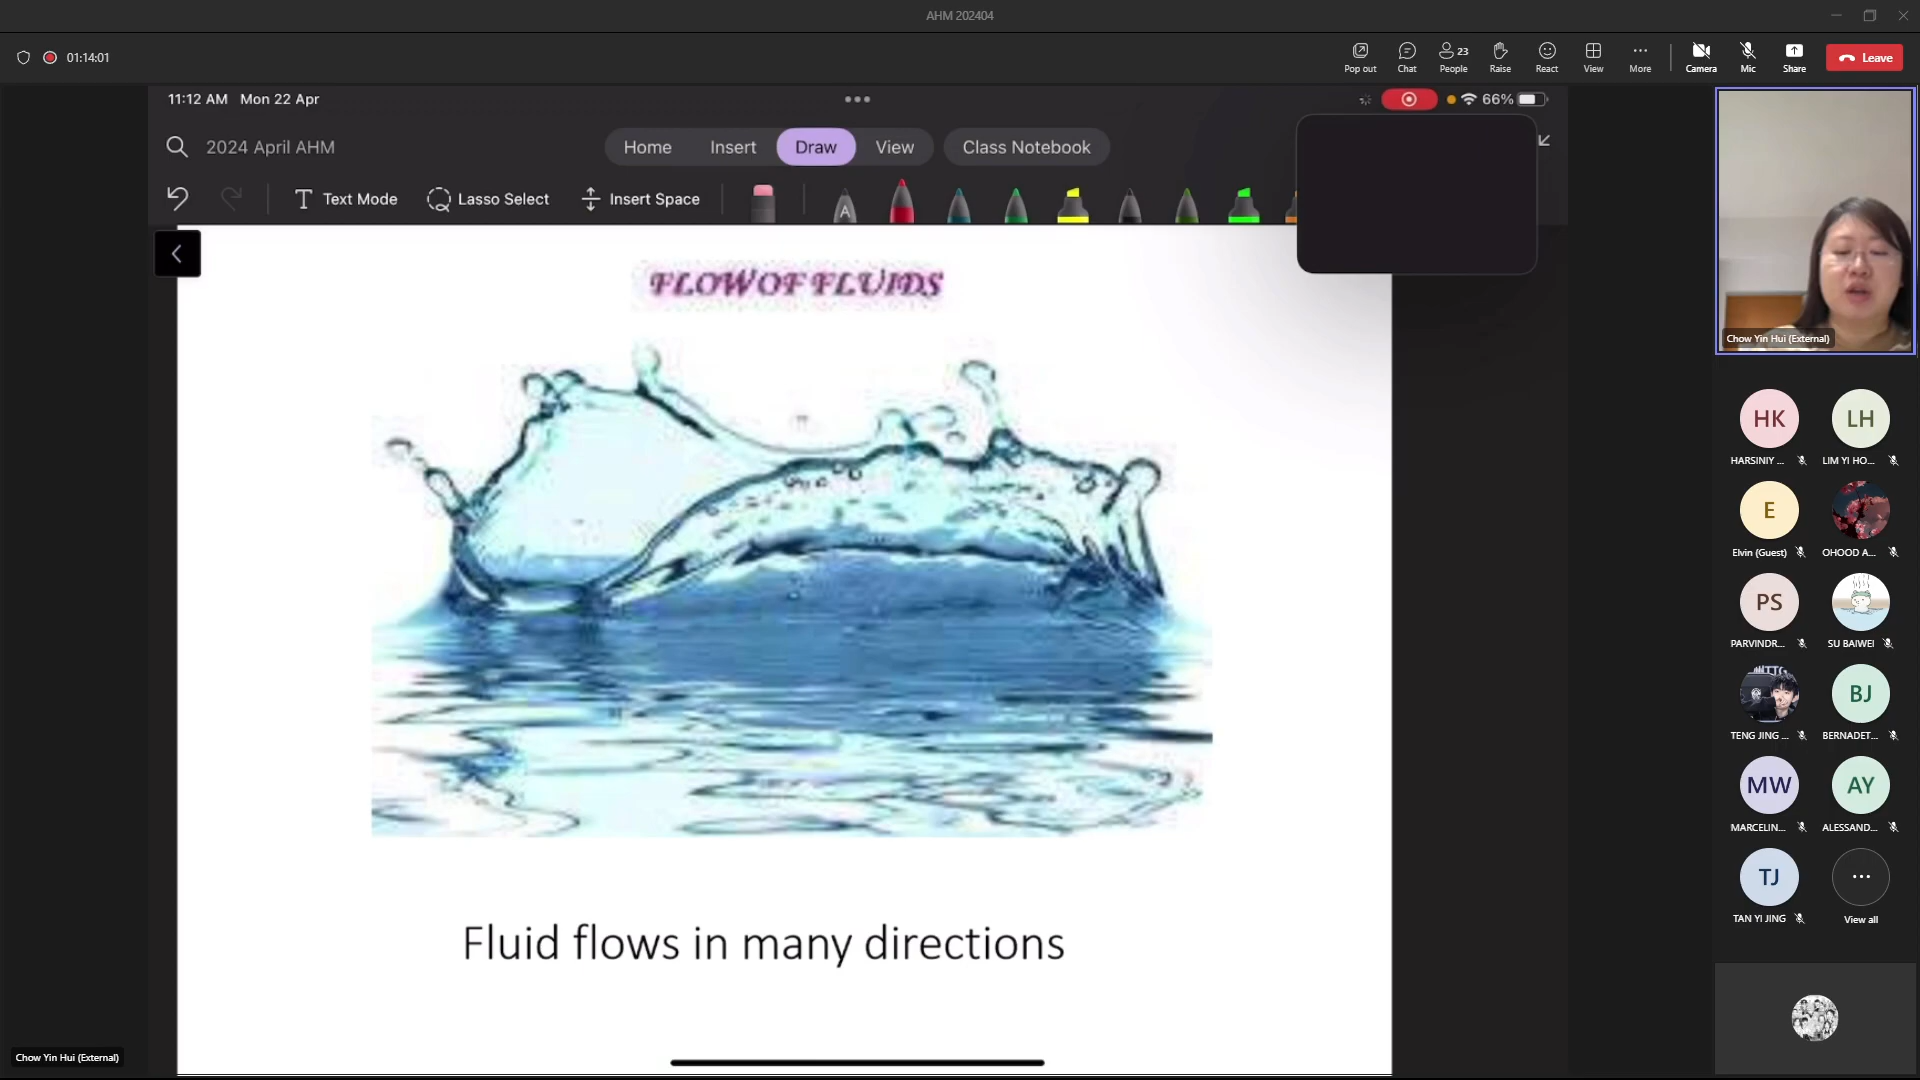 AHM 202404
01:14:01
Pop out
Chat
23
People
Raise
React
View
More
Camera
Mic
Share
Leave
11:12 AM Mon 22 Apr
66%
2024 April AHM
Home
Insert
Draw
View
Class Notebook
Text Mode
Lasso Select
Insert Space
A
FLOW OF FLUIDS
Fluid flows in many directions
Chow Yin Hui (External)
Chow Yin Hui (External)
HK
LH
HARSINIY ...
LIM YI HO...
E
Elvin (Guest)
OHOOD A...
PS
PARVINDR...
SU BAIWEI
TENG JING ...
BJ
BERNADET...
MW
AY
MARCELIN...
ALESSAND...
TJ
TAN YI JING
View all